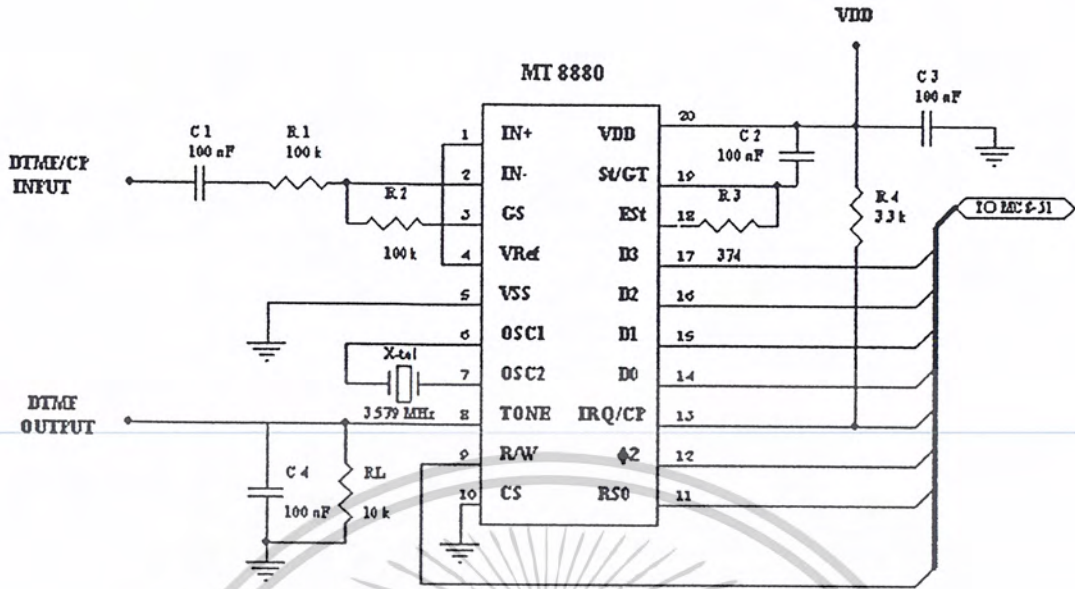 VDD
MT 8880
C 3
100 nF
C 1
100 nF
R 1
100 k
1
IN+
VDD
20
C 2
100 nF
DTMF/CP
INPUT
2
IN-
St/GT
19
R 2
100k
3
GS
ESt
18
R 3
374
R 4
3.3 k
TO MCS-51
4
VRef
D3
17
5
VSS
D2
16
6
OSC1
D1
15
X-tal
3.579 MHz
7
OSC2
D0
14
DTMF
OUTPUT
8
TONE
IRQ/CP
13
9
R/W
ϕ2
12
C 4
100 nF
RL
10 k
10
CS
RS0
11